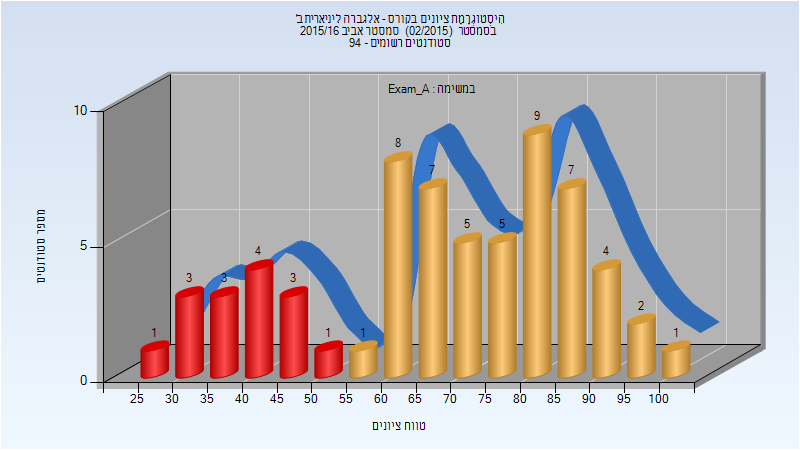 היסטוגרמת ציונים בקורס - אלגברה ליניארית ב'
בסמסטר (02/2015) סמסטר אביב 2015/16
סטודנטים רשומים - 94
במשימה : Exam_A
מספר סטודנטים
10
5
0
1
3
3
4
3
1
1
8
7
5
5
9
7
4
2
1
25 30 35 40 45 50 55 60 65 70 75 80 85 90 95 100
טווח ציונים